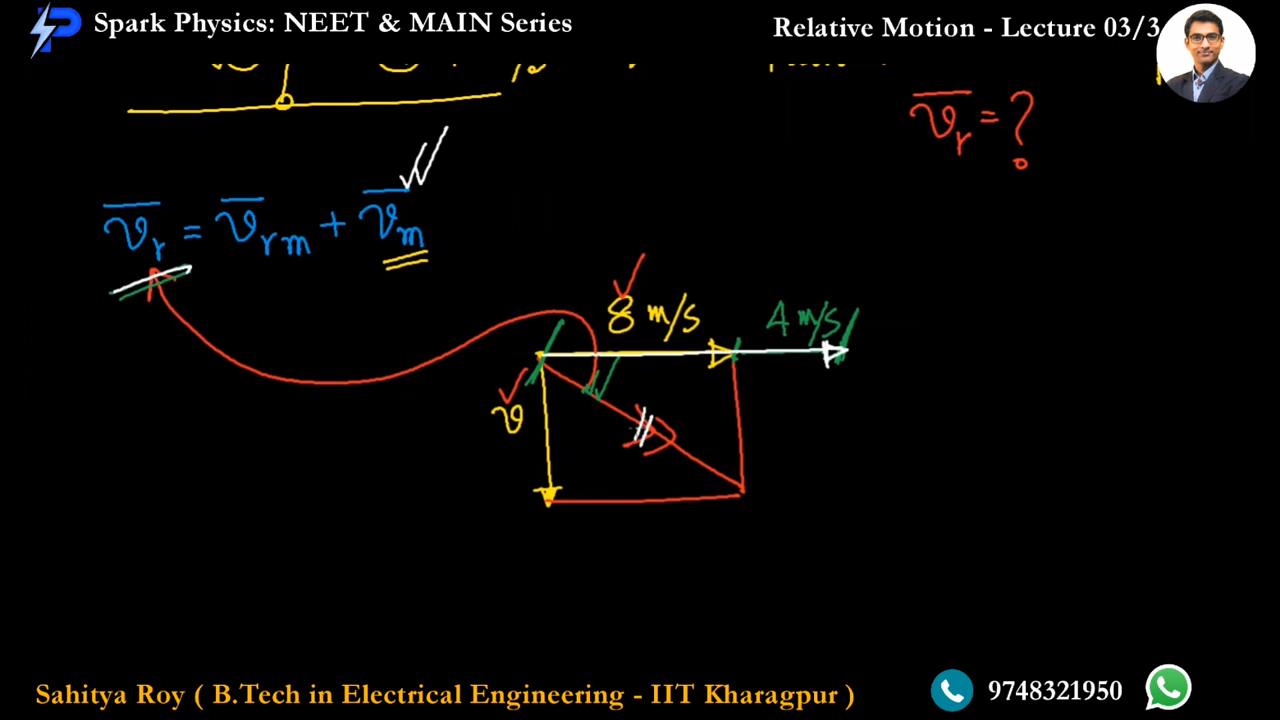 Spark Physics: NEET & MAIN Series
Relative Motion - Lecture 03/3
v̅r = ?
v̅r = v̅rm + v̅m
8 m/s
4 m/s
v
Sahitya Roy ( B.Tech in Electrical Engineering - IIT Kharagpur )
9748321950